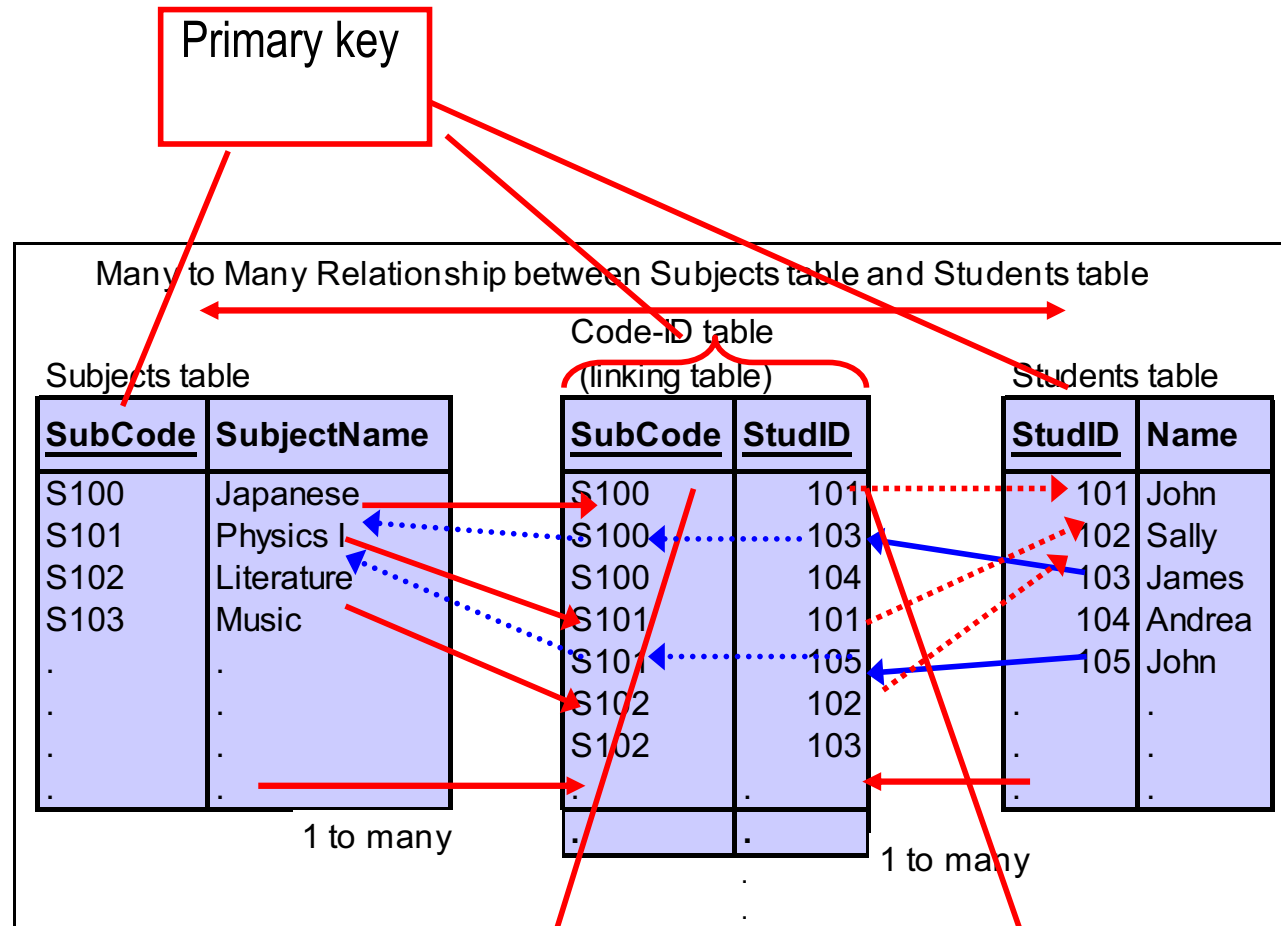 Primary key
Many to Many Relationship between Subjects table and Students table
Code-ID table
(linking table)
Subjects table
Students table
SubCode SubjectName
S100 Japanese
S101 Physics I
S102 Literature
S103 Music
. .
. .
. .
. .
1 to many
SubCode StudID
S100 101
S100 103
S100 104
S101 101
S101 105
S102 102
S102 103
. .
. .
.
.
StudID Name
101 John
102 Sally
103 James
104 Andrea
105 John
. .
. .
. .
1 to many